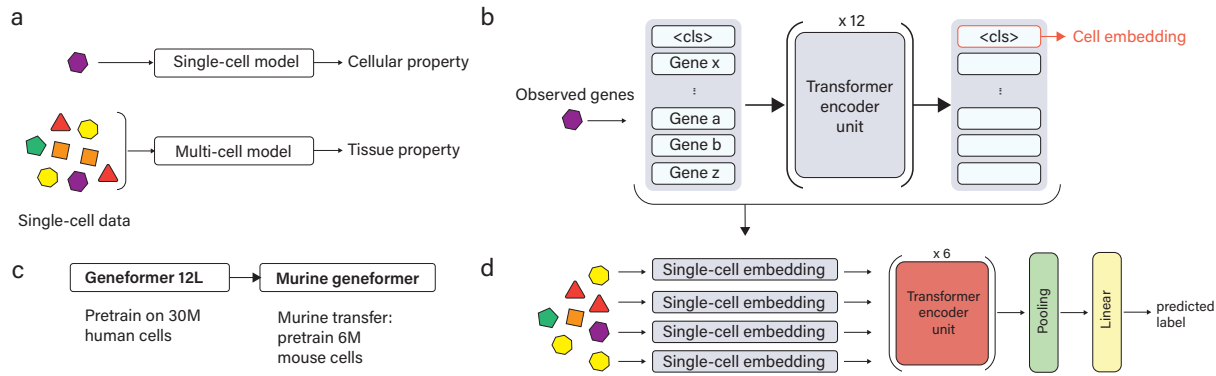 a
Single-cell model
Cellular property
Multi-cell model
Tissue property
Single-cell data
b
x 12
<cls>
Gene x
...
Gene a
Gene b
Gene z
Observed genes
Transformer
encoder
unit
<cls>
...
Cell embedding
c
Geneformer 12L
Murine geneformer
Pretrain on 30M
human cells
Murine transfer:
pretrain 6M
mouse cells
d
Single-cell embedding
Single-cell embedding
Single-cell embedding
Single-cell embedding
x 6
Transformer
encoder
unit
Pooling
Linear
predicted
label